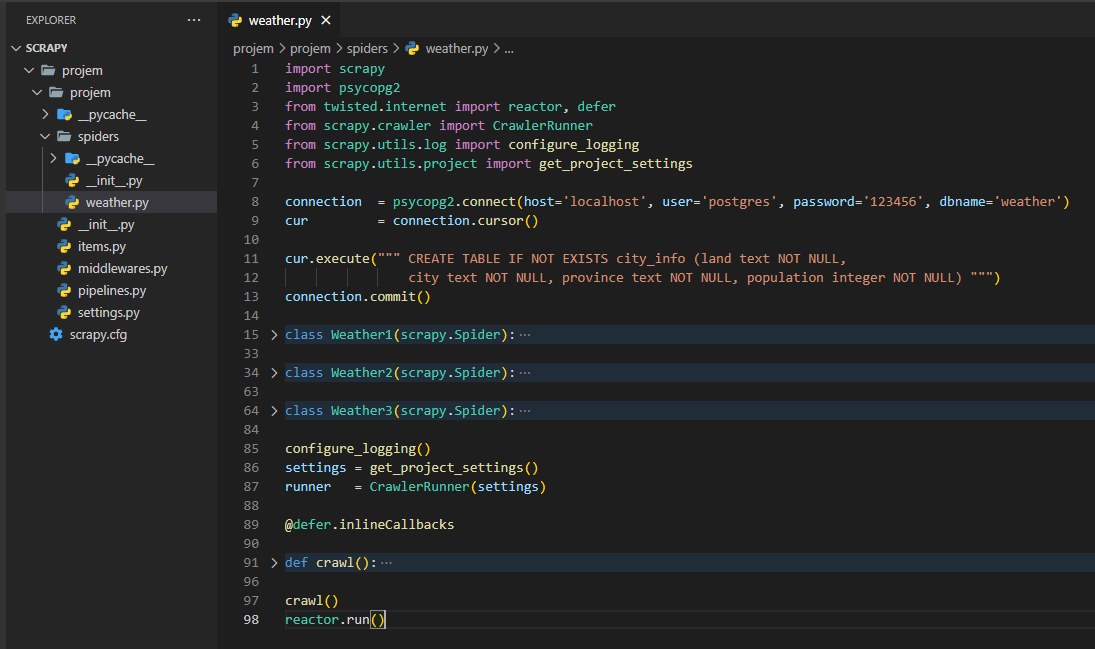 EXPLORER ...
SCRAPY
projem
projem
__pycache__
spiders
__pycache__
__init__.py
weather.py
__init__.py
items.py
middlewares.py
pipelines.py
settings.py
scrapy.cfg
weather.py ×
projem > projem > spiders > weather.py > ...
1 import scrapy
2 import psycopg2
3 from twisted.internet import reactor, defer
4 from scrapy.crawler import CrawlerRunner
5 from scrapy.utils.log import configure_logging
6 from scrapy.utils.project import get_project_settings
7
8 connection  = psycopg2.connect(host='localhost', user='postgres', password='123456', dbname='weather')
9 cur         = connection.cursor()
10
11 cur.execute(""" CREATE TABLE IF NOT EXISTS city_info (land text NOT NULL,
12                 city text NOT NULL, province text NOT NULL, population integer NOT NULL) """)
13 connection.commit()
14
15 > class Weather1(scrapy.Spider): ...
33
34 > class Weather2(scrapy.Spider): ...
63
64 > class Weather3(scrapy.Spider): ...
84
85 configure_logging()
86 settings = get_project_settings()
87 runner   = CrawlerRunner(settings)
88
89 @defer.inlineCallbacks
90
91 > def crawl(): ...
96
97 crawl()
98 reactor.run()